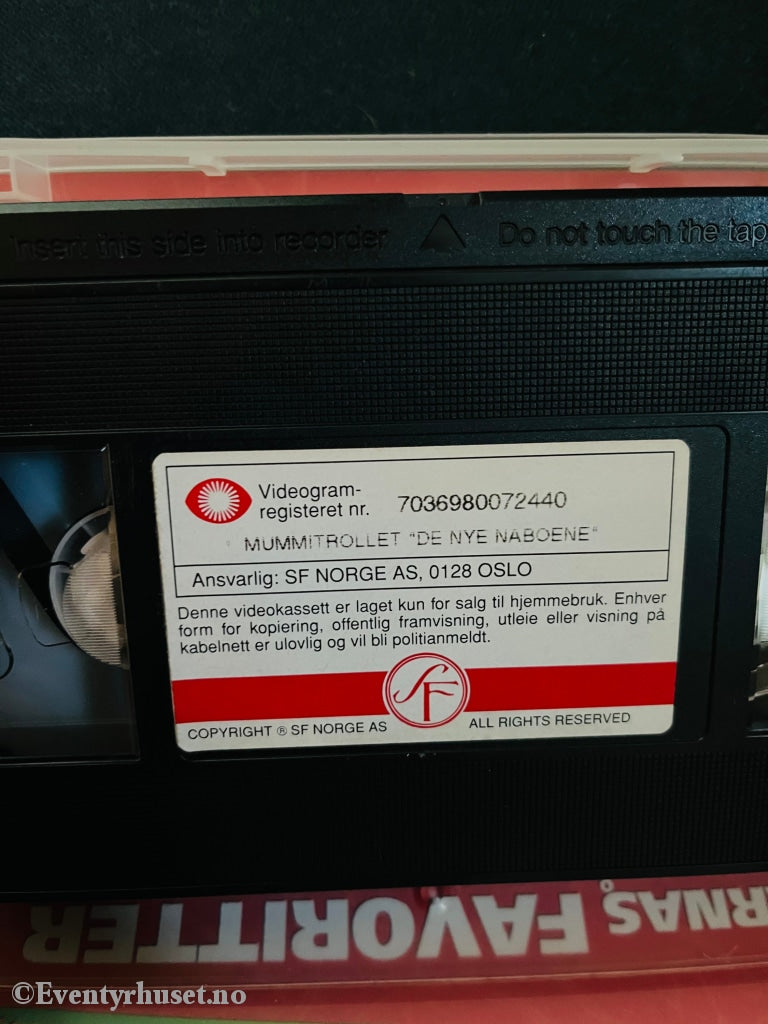 Insert this side into recorder
Do not touch the tap
Videogram-
registeret nr. 7036980072440
MUMMITROLLET "DE NYE NABOENE"
Ansvarlig: SF NORGE AS, 0128 OSLO
Denne videokassett er laget kun for salg til hjemmebruk. Enhver
form for kopiering, offentlig framvisning, utleie eller visning på
kabelnett er ulovlig og vil bli politianmeldt.
SF
COPYRIGHT ® SF NORGE AS
ALL RIGHTS RESERVED
RNAS FAVORITTER
©Eventyrhuset.no